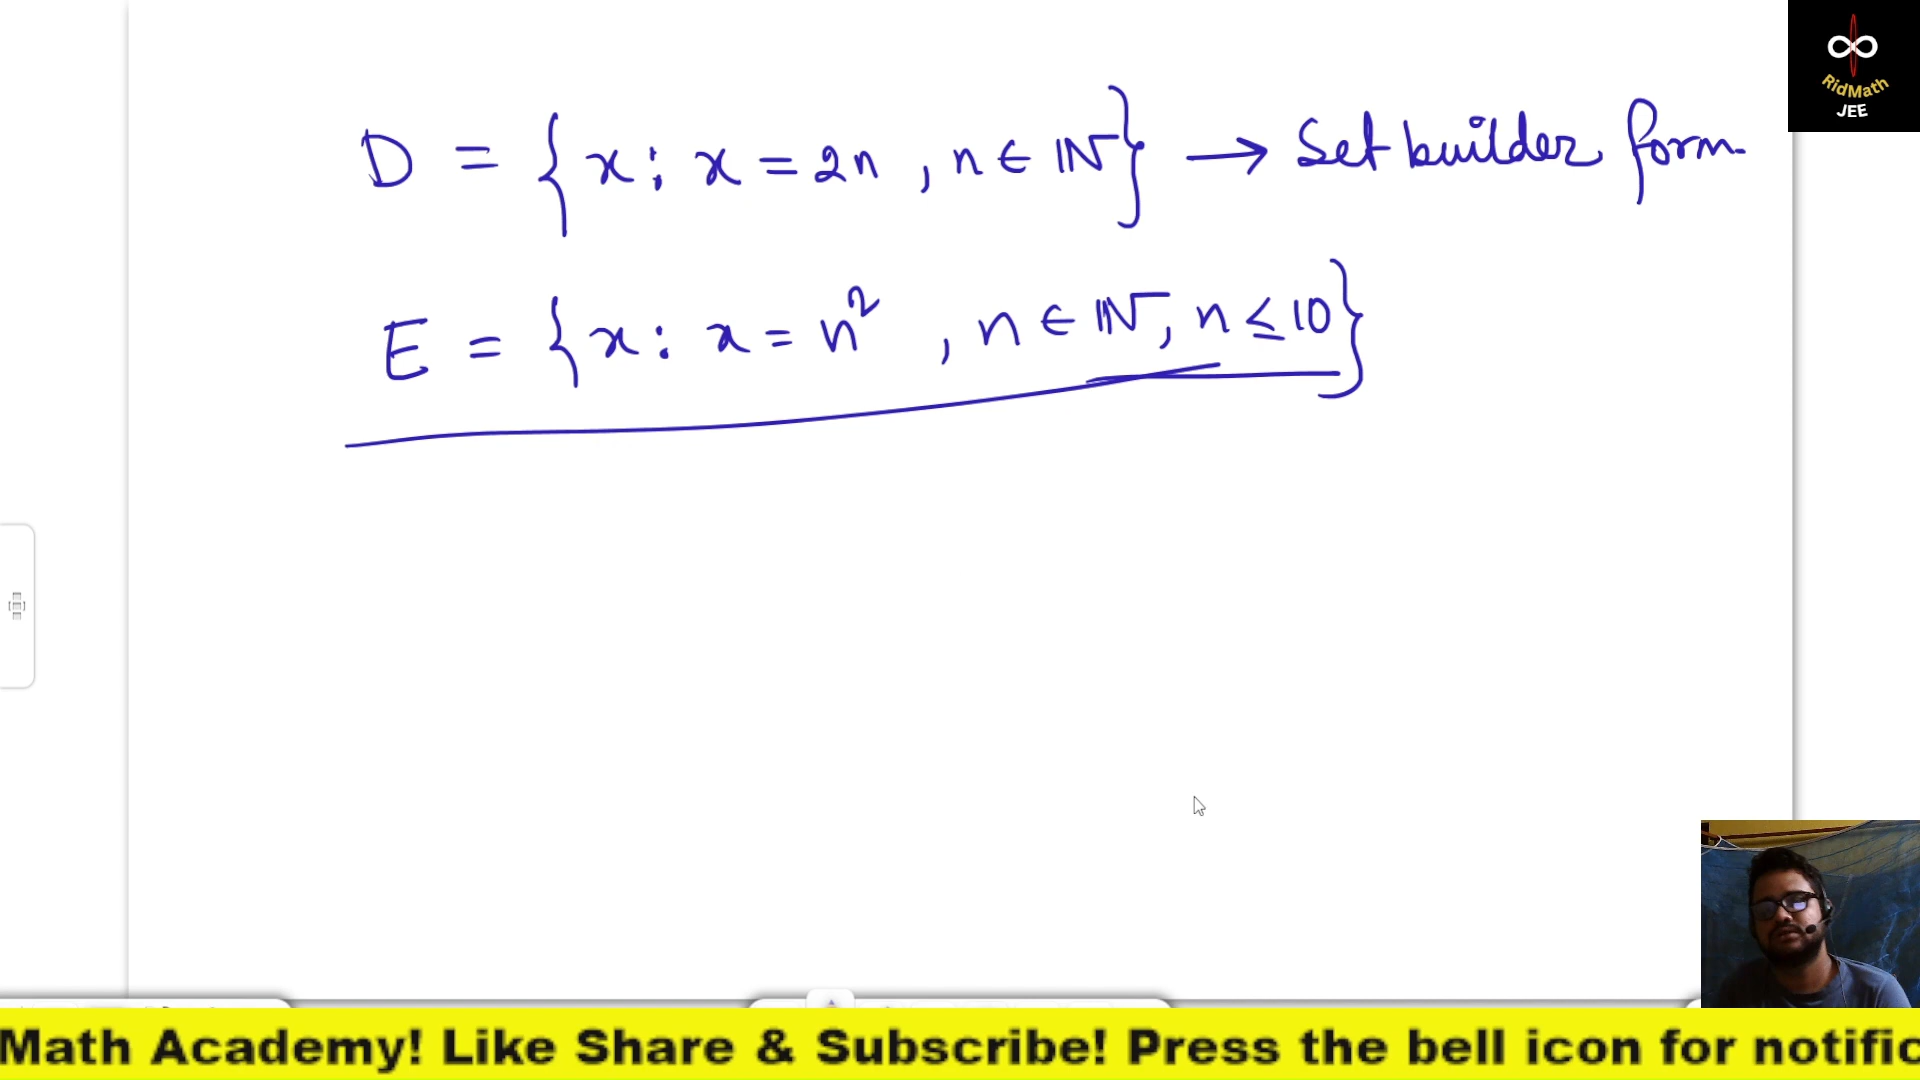 D = {x : x = 2n , n ∈ ℕ} → Set builder form.
E = {x : x = n² , n ∈ ℕ, n ≤ 10}
RidMath
JEE
Math Academy! Like Share & Subscribe! Press the bell icon for notific